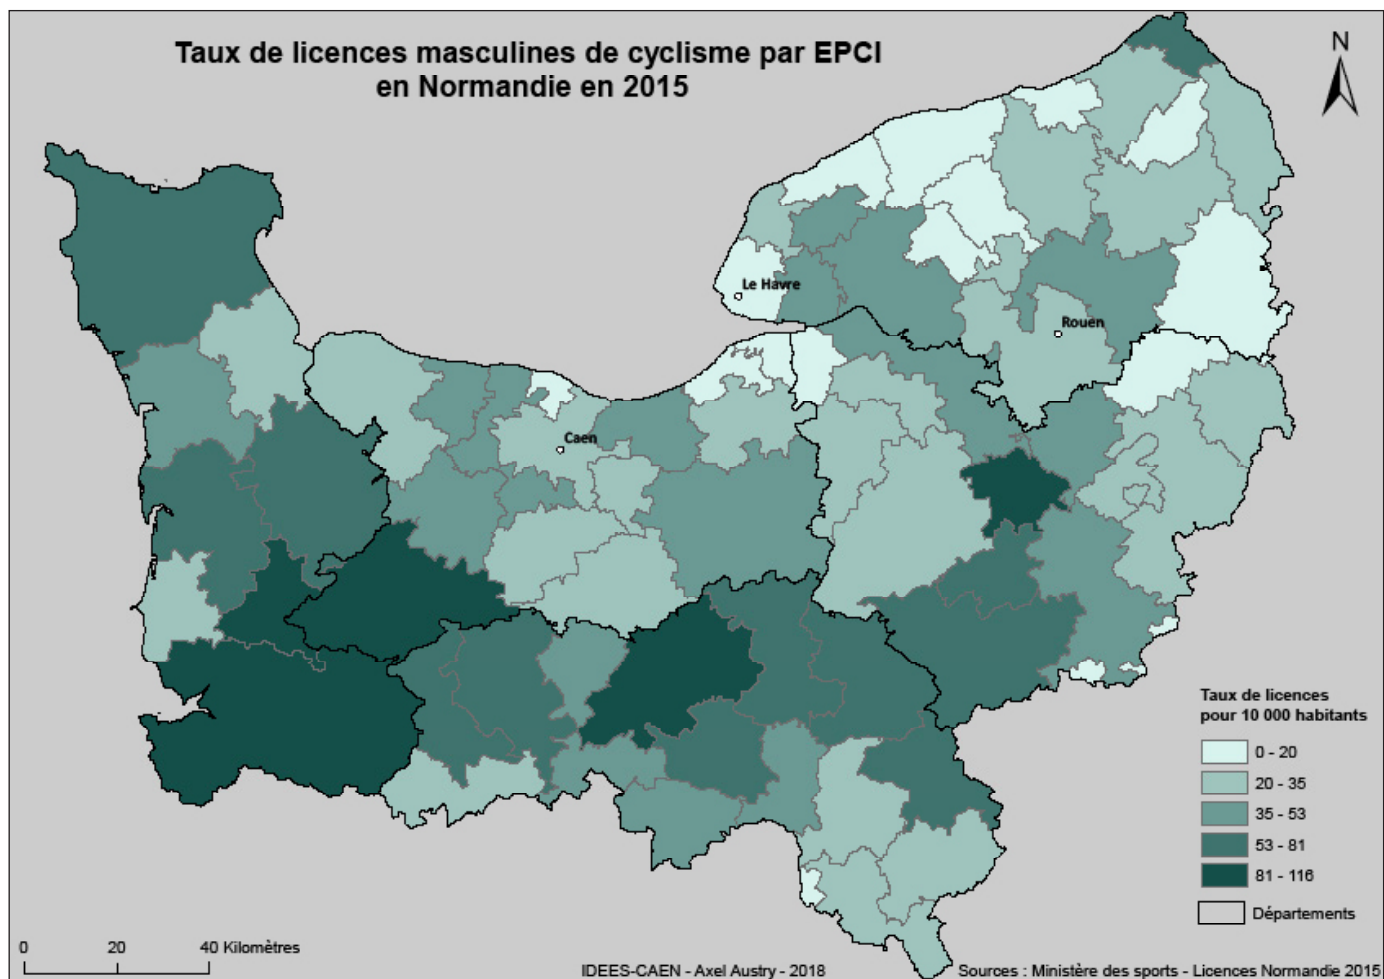 Taux de licences masculines de cyclisme par EPCI
en Normandie en 2015
N
Le Havre
Rouen
Caen
Taux de licences
pour 10 000 habitants
0 - 20
20 - 35
35 - 53
53 - 81
81 - 116
Départements
0 20 40 Kilomètres
IDEES-CAEN - Axel Austry - 2018
Sources : Ministère des sports - Licences Normandie 2015